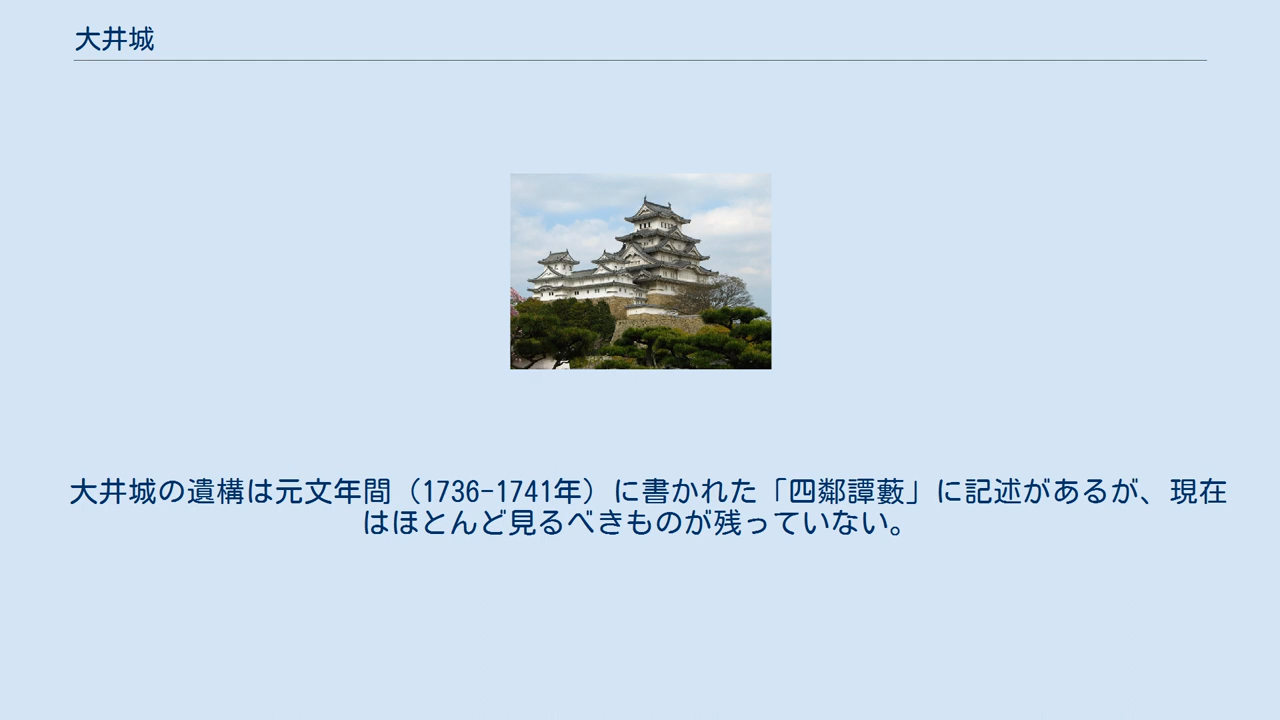 大井城
大井城の遺構は元文年間（1736-1741年）に書かれた「四鄰譚藪」に記述があるが、現在
はほとんど見るべきものが残っていない。